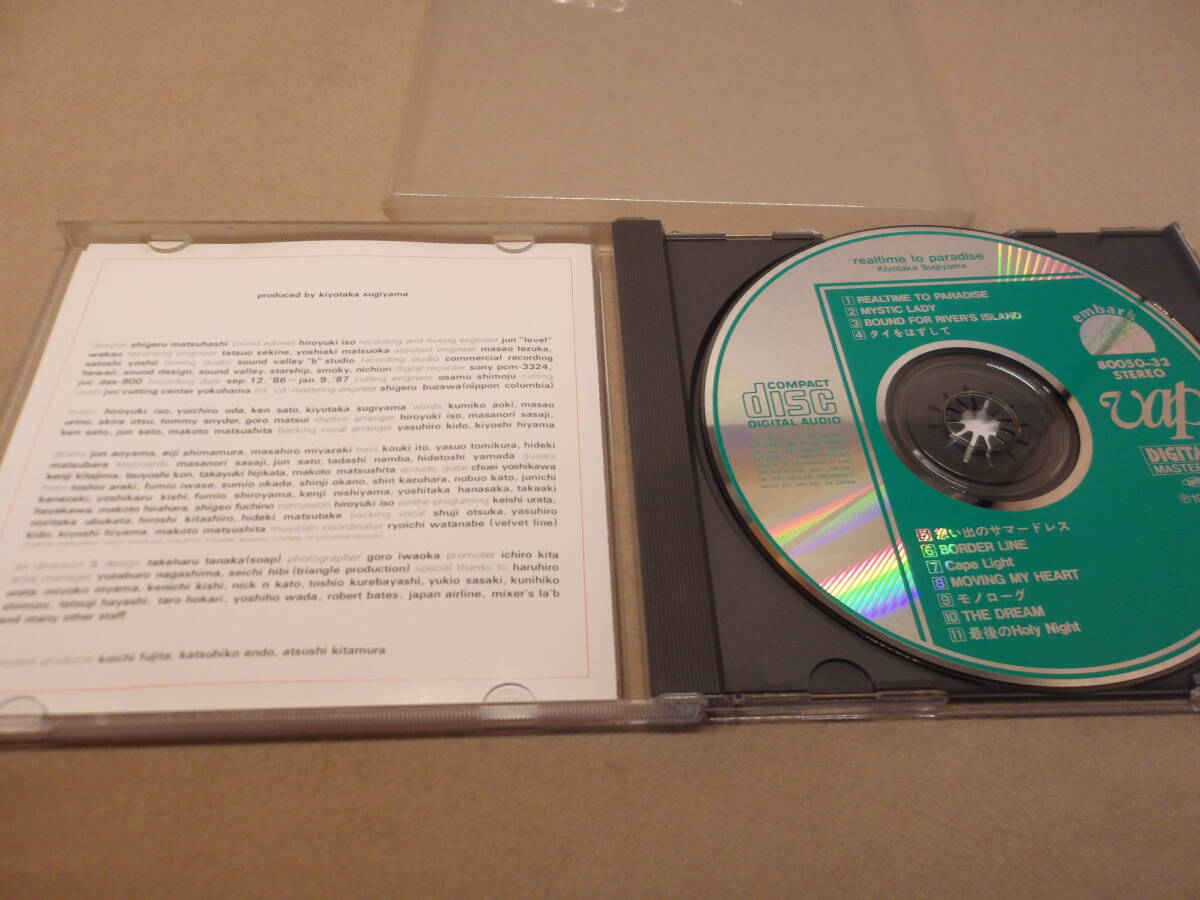 produced by kiyotaka sugiyama
director shigeru matsuhashi sound adviser hiroyuki iso recording and mixing engineer jun "level"
wakao recording engineer tatsuo sekine, yoshiaki matsuoka assistant engineer masao tezuka,
satoshi yoshii mixing studio sound valley "b" studio recording studio commercial recording
hawaii, sound design, sound valley, starship, smoky, nichion digital recorder sony pcm-3324,
jvc das-900 recording date sep. 12. '86～jan. 9. '87 cutting engineer osamu shimoju cutting
room jvc cutting center yokohama mt. cd mastering engineer shigeru buzawa(nippon columbia)
music hiroyuki iso, yuichiro oda, ken sato, kiyotaka sugiyama words kumiko aoki, masao
urino, akira otsu, tommy snyder, goro matsui rhythm arranger hiroyuki iso, masanori sasaji,
ken sato, jun sato, makoto matsushita backing vocal arranger yasuhiro kido, kiyoshi hiyama
drums jun aoyama, eiji shimamura, masahiro miyazaki bass kouki ito, yasuo tomikura, hideki
matsubara keyboards masanori sasaji, jun sato, tadashi namba, hidetoshi yamada guitars
kenji kitajima, tsuyoshi kon, takayuki hijikata, makoto matsushita acoustic guitar chuei yoshikawa
horn toshio araki, fumio iwase, sumio okada, shinji okano, shin kazuhara, nobuo kato, junichi
kanezaki, yoshikazu kishi, fumio shiroyama, kenji nishiyama, yoshitaka hanasaka, takaaki
hayakawa, makoto hirahara, shigeo fuchino percussion hiroyuki iso synthe programing keishi urata,
noritaka ubukata, hiroshi kitashiro, hideki matsutake backing vocal shuji otsuka, yasuhiro
kido, kiyoshi hiyama, makoto matsushita musician coordinator ryoichi watanabe (velvet line)
art direction & design takeharu tanaka(soap) photographer goro iwaoka promoter ichiro kita
artist manager yuzaburo nagashima, seichi hibi (triangle production) special thanks to haruhiro
urata, miyoko oriyama, kenichi kishi, nick n kato, toshio kurebayashi, yukio sasaki, kunihiko
utomats, tatsuji hayashi, taro hokari, yoshiho wada, robert bates. japan airline, mixer's la'b
and many other staff
producer koichi fujita, katsuhiko endo, atsushi kitamura
realtime to paradise
Kiyotaka Sugiyama
1 REALTIME TO PARADISE
2 MYSTIC LADY
3 BOUND FOR RIVER'S ISLAND
4 タイをはずして
embark
80050-32
STEREO
vap
DIGITAL
MASTER
COMPACT
disc
DIGITAL AUDIO
5 想い出のサマードレス
6 BORDER LINE
7 Cape Light
8 MOVING MY HEART
9 モノローグ
10 THE DREAM
11 最後のHoly Night